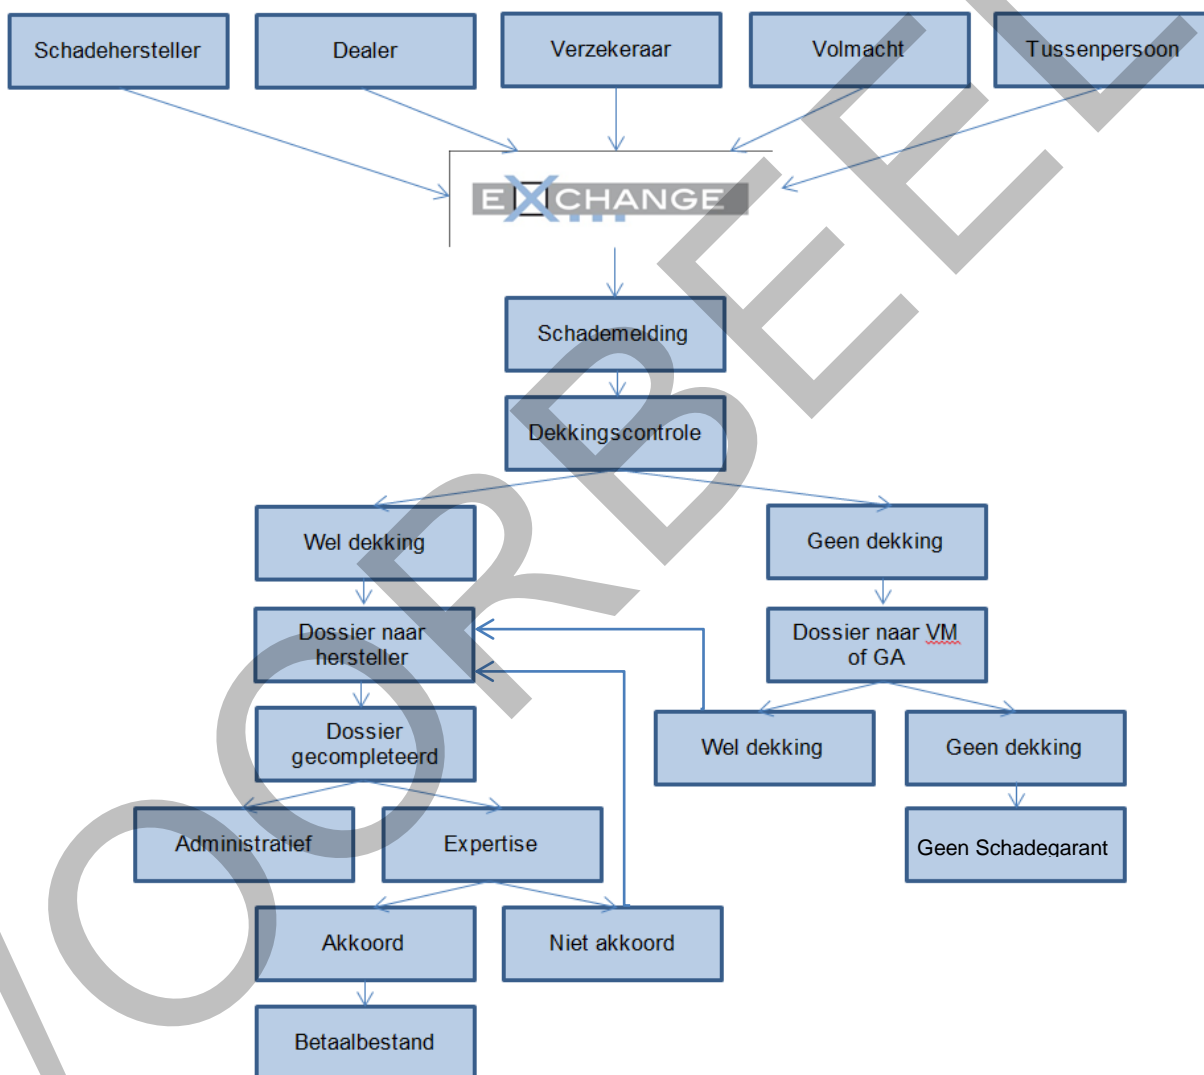 Schadehersteller
Dealer
Verzekeraar
Volmacht
Tussenpersoon
EXCHANGE
Schademelding
Dekkingscontrole
Wel dekking
Geen dekking
Dossier naar
hersteller
Dossier naar VM
of GA
Dossier
gecompleteerd
Wel dekking
Geen dekking
Administratief
Expertise
Geen Schadegarant
Akkoord
Niet akkoord
Betaalbestand
VOORBEEL